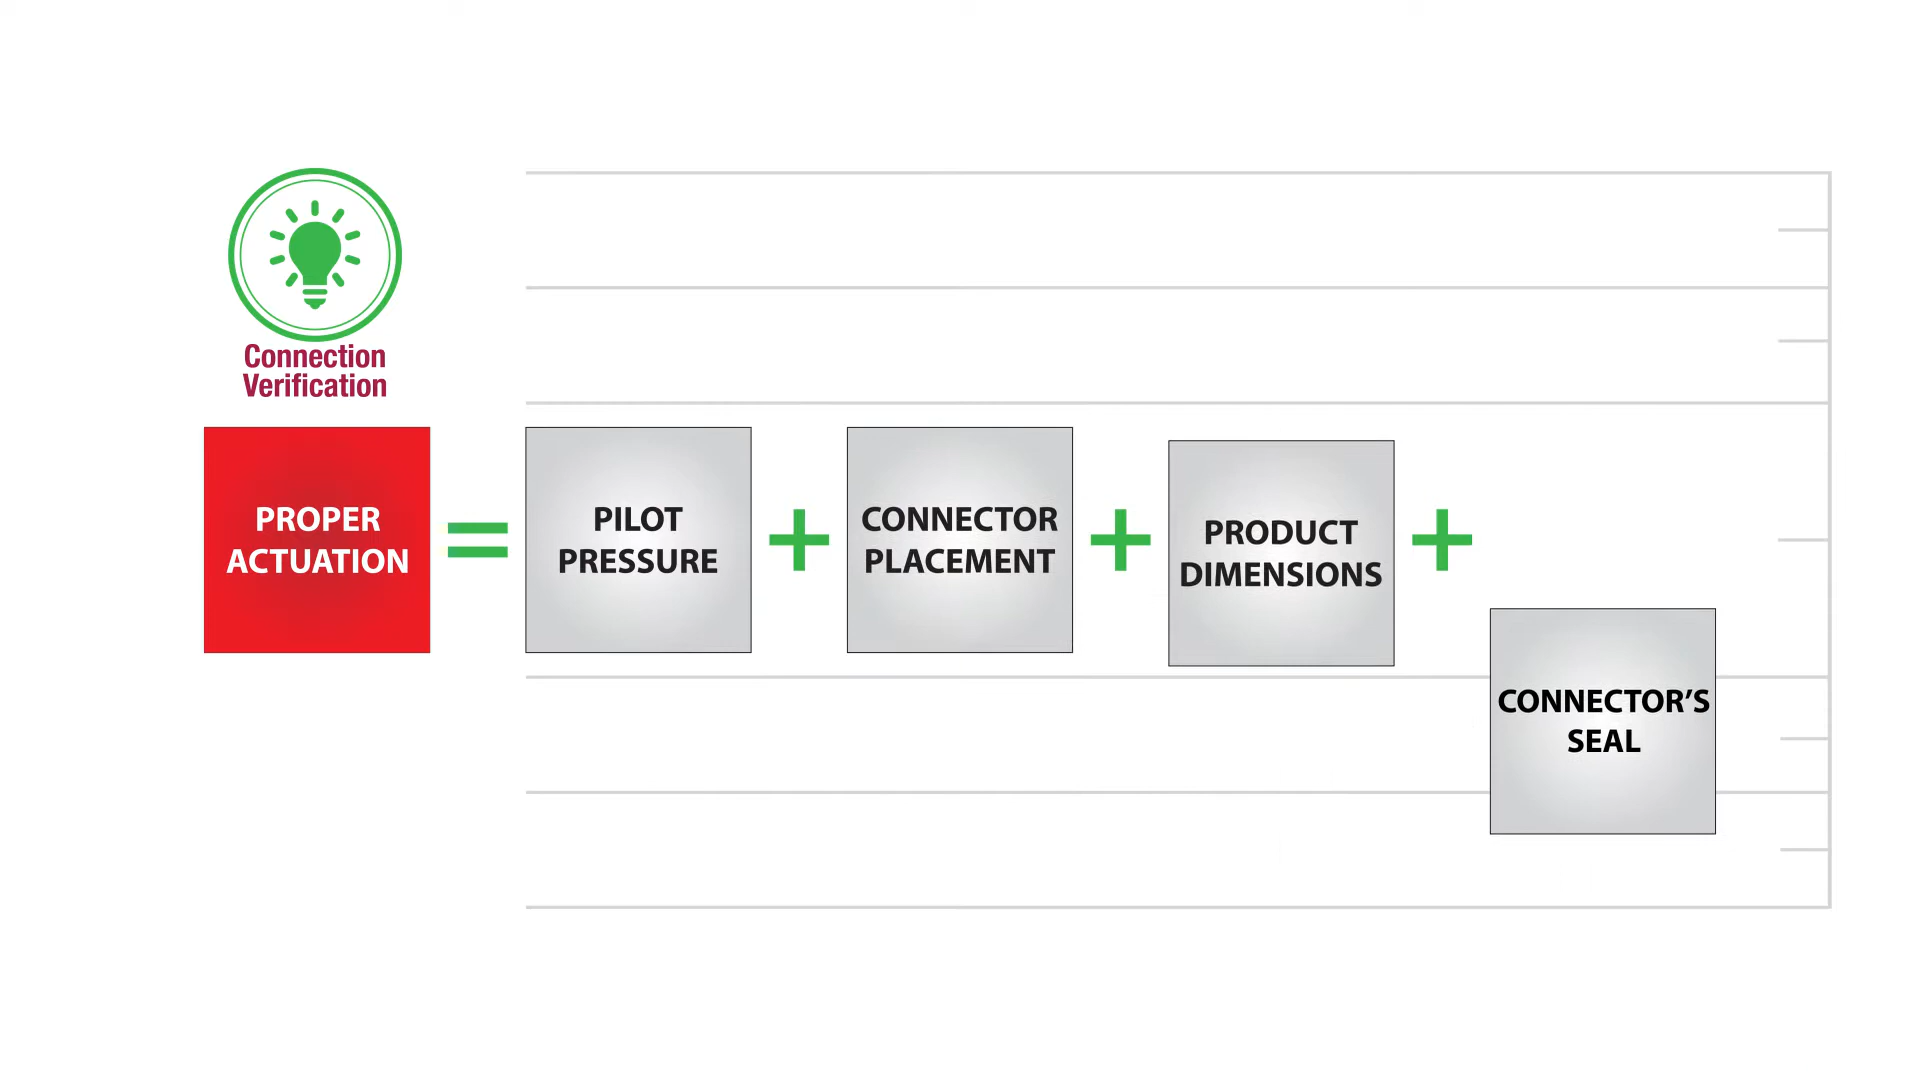 Connection
Verification
PROPER
ACTUATION
=
PILOT
PRESSURE
+
CONNECTOR
PLACEMENT
+
PRODUCT
DIMENSIONS
+
CONNECTOR’S
SEAL